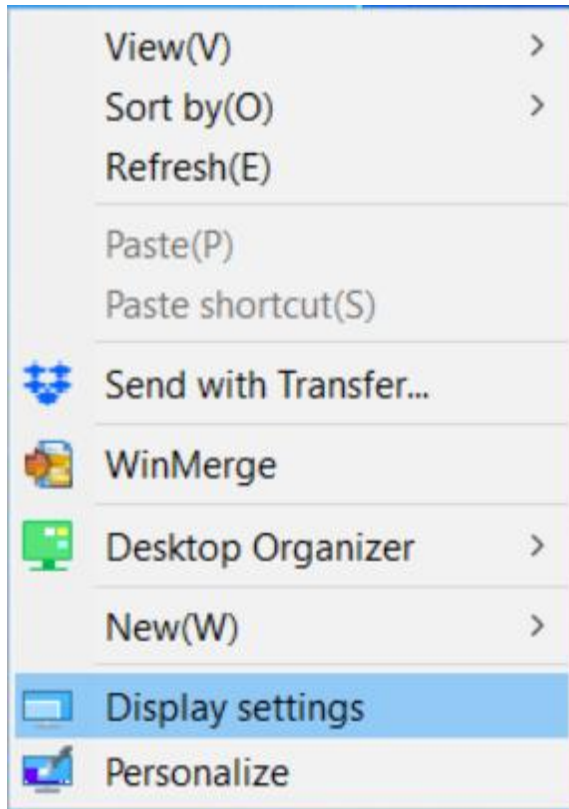 View(V)
Sort by(O)
Refresh(E)
Paste(P)
Paste shortcut(S)
Send with Transfer...
WinMerge
Desktop Organizer
New(W)
Display settings
Personalize